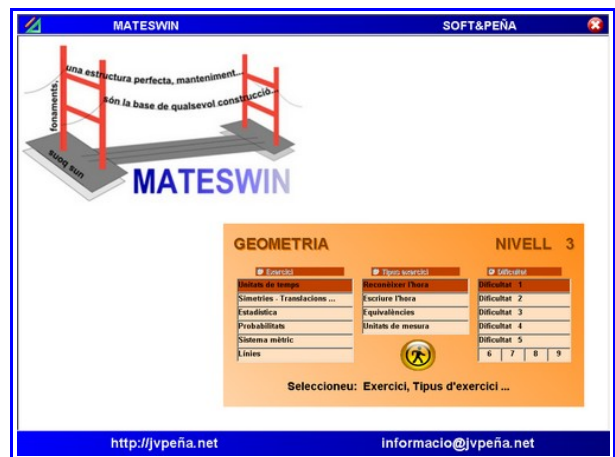 MATESWIN SOFT&PEÑA
una estructura perfecta, manteniment...
són la base de qualsevol construcció...
fonaments,
uns bons
MATESWIN
GEOMETRIA NIVELL 3
Exercici Tipus exercici Dificultat
Unitats de temps Reconèixer l'hora Dificultat 1
Simetries - Translacions ... Escriure l'hora Dificultat 2
Estadística Equivalències Dificultat 3
Probabilitats Unitats de mesura Dificultat 4
Sistema mètric Dificultat 5
Línies 6 7 8 9
Seleccioneu: Exercici, Tipus d'exercici ...
http://jvpeña.net informacio@jvpeña.net